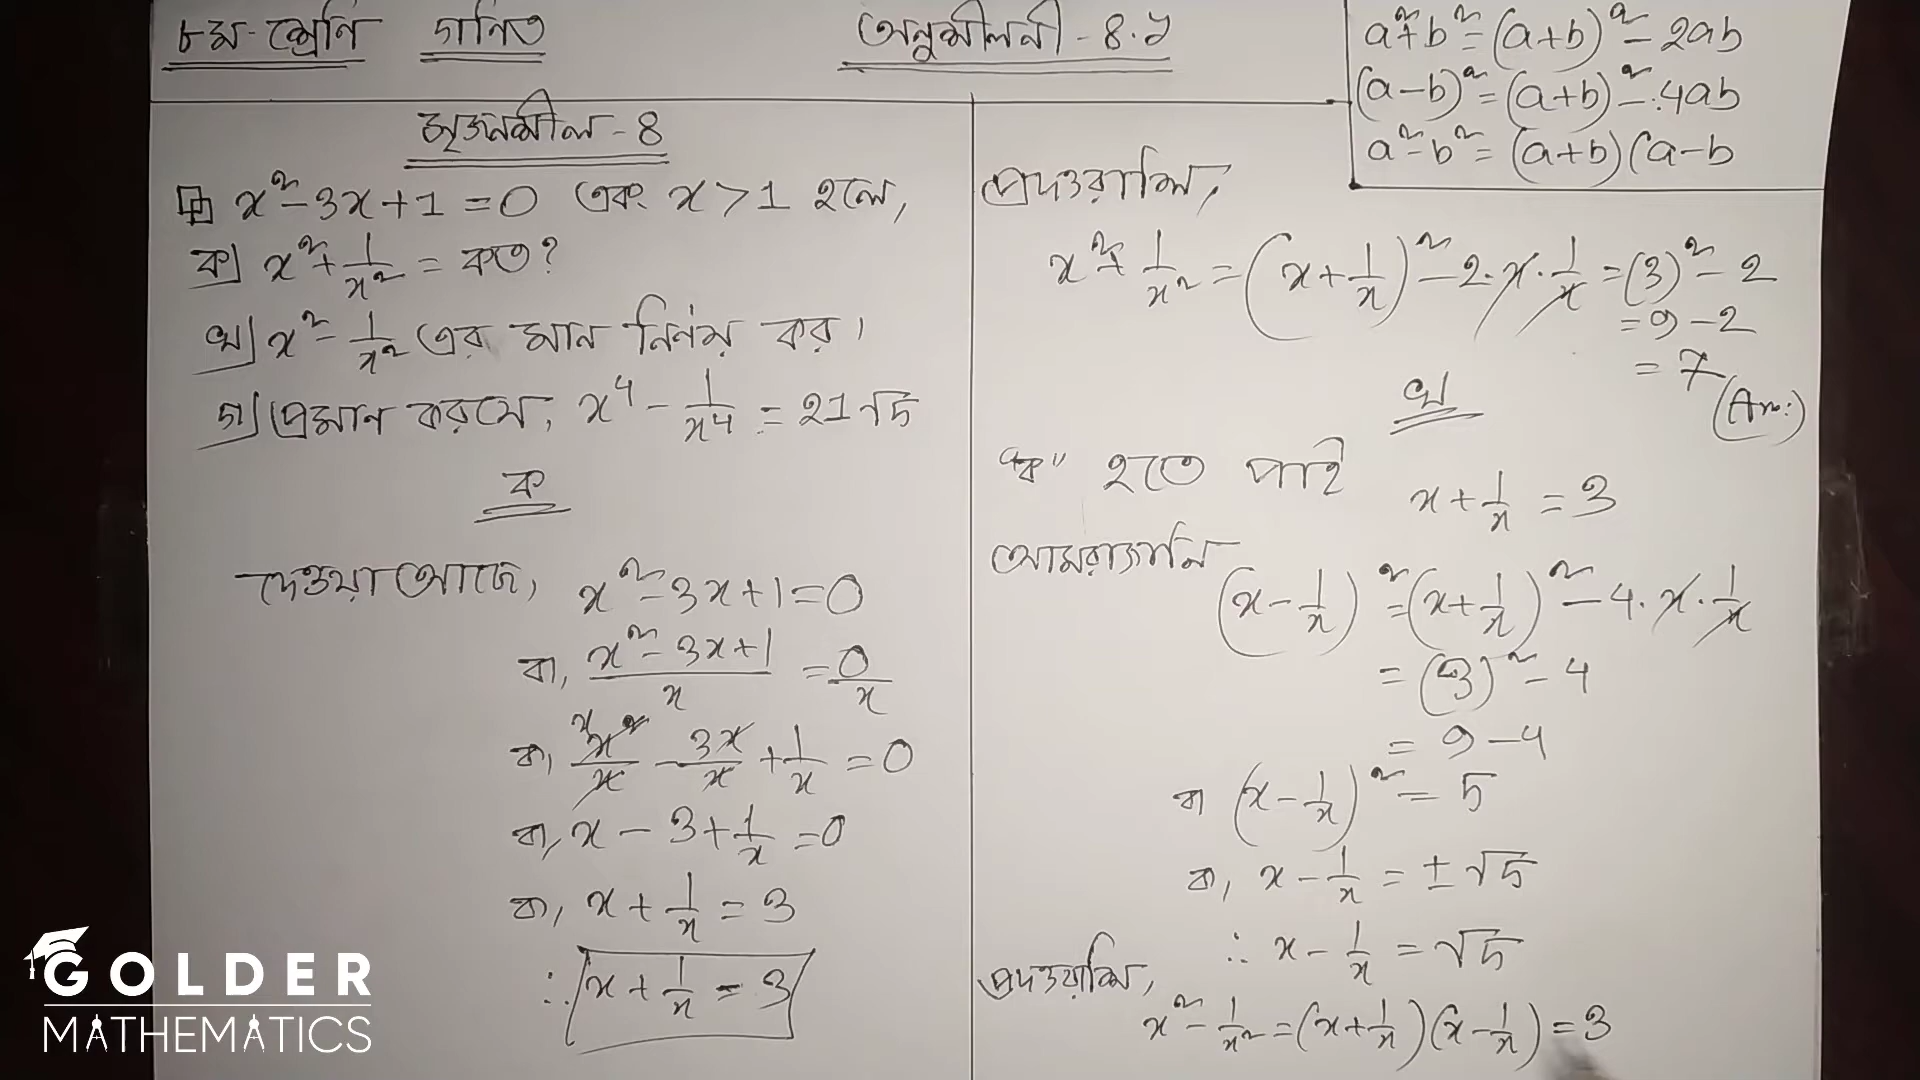 ৮ম-শ্রেনি গনিত
অনুশীলনী - 4.1
a²+b² = (a+b)² - 2ab
(a-b)² = (a+b)² - 4ab
a²-b² = (a+b)(a-b
সৃজনশীল - 4
x² - 3x + 1 = 0 এবং x > 1 হলে,
ক) x² + 1/x² = কত?
খ) x² - 1/x² এর মান নির্ণয় কর।
গ) প্রমান কর যে, x⁴ - 1/x⁴ = 21√5
ক
দেওয়া আছে, x² - 3x + 1 = 0
বা, (x² - 3x + 1)/x = 0/x
বা, x²/x - 3x/x + 1/x = 0
বা, x - 3 + 1/x = 0
বা, x + 1/x = 3
∴ x + 1/x = 3
প্রদত্তরাশি,
x² + 1/x² = (x + 1/x)² - 2·x·1/x = (3)² - 2
= 9 - 2
= 7
(Ans:)
খ
"ক" হতে পাই
x + 1/x = 3
আমরাজানি
(x - 1/x)² = (x + 1/x)² - 4·x·1/x
= (3)² - 4
= 9 - 4
বা (x - 1/x)² = 5
বা, x - 1/x = ± √5
∴ x - 1/x = √5
প্রদত্তরাশি,
x² - 1/x² = (x + 1/x)(x - 1/x) = 3
GOLDER
MATHEMATICS